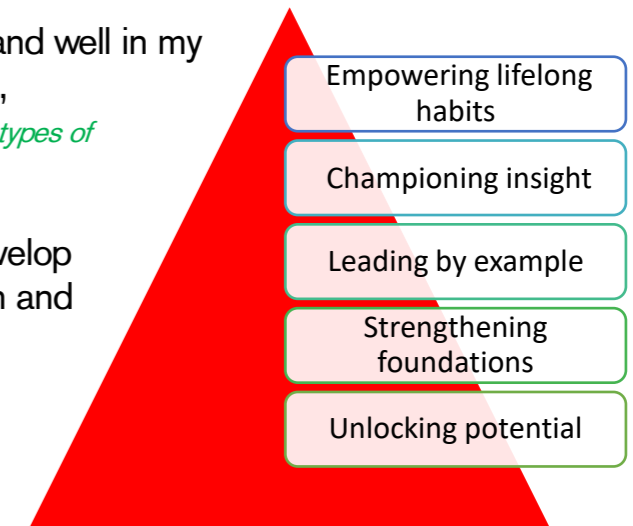 and well in my
,
types of
velop
and
Empowering lifelong
habits
Championing insight
Leading by example
Strengthening
foundations
Unlocking potential